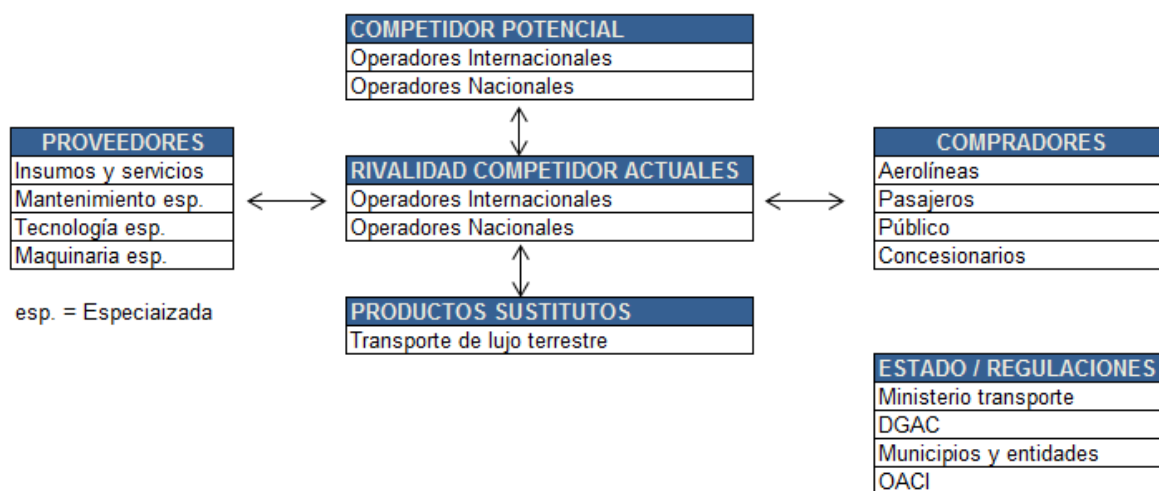 COMPETIDOR POTENCIAL
Operadores Internacionales
Operadores Nacionales
PROVEEDORES
Insumos y servicios
Mantenimiento esp.
Tecnología esp.
Maquinaria esp.
esp. = Especiaizada
RIVALIDAD COMPETIDOR ACTUALES
Operadores Internacionales
Operadores Nacionales
COMPRADORES
Aerolíneas
Pasajeros
Público
Concesionarios
PRODUCTOS SUSTITUTOS
Transporte de lujo terrestre
ESTADO / REGULACIONES
Ministerio transporte
DGAC
Municipios y entidades
OACI